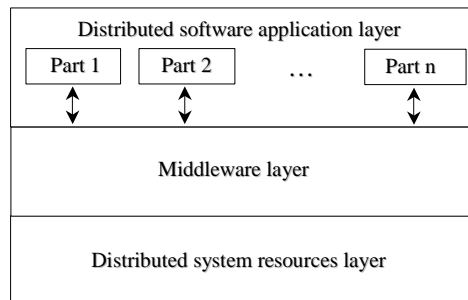 Distributed software application layer
Part 1 Part 2 … Part n
Middleware layer
Distributed system resources layer